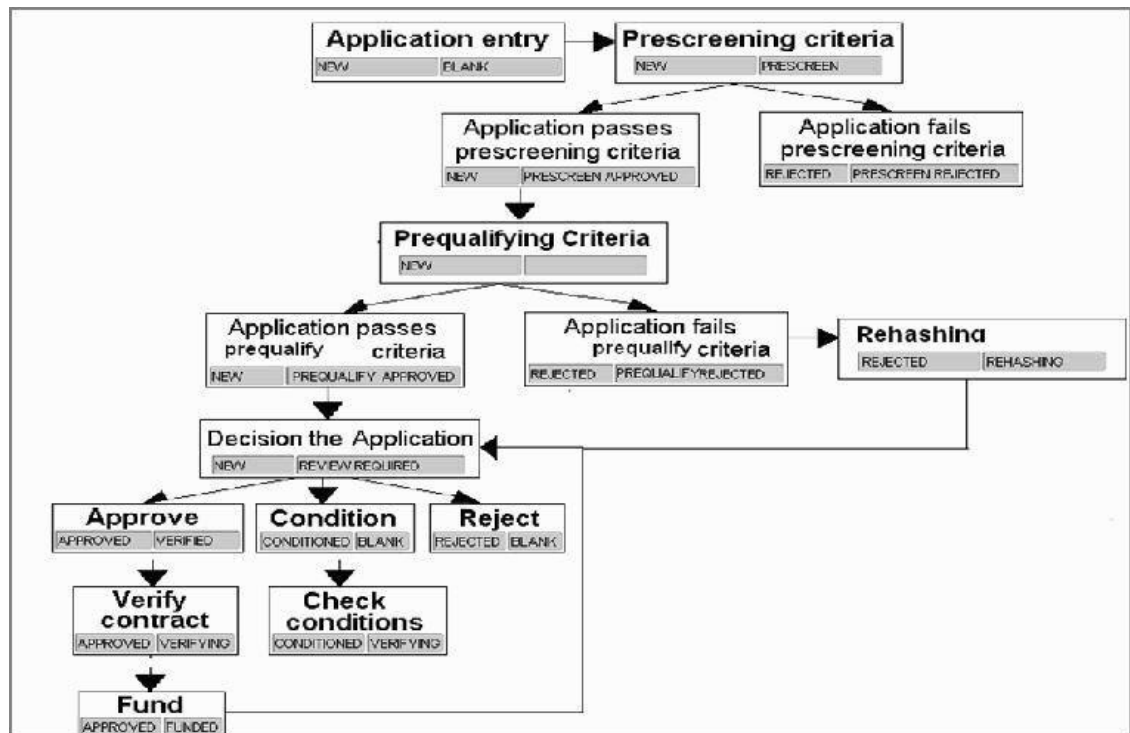 Application entry
NEW BLANK
Prescreening criteria
NEW PRESCREEN
Application passes
prescreening criteria
NEW PRESCREEN APPROVED
Application fails
prescreening criteria
REJECTED PRESCREEN REJECTED
Prequalifying Criteria
NEW
Application passes
prequalify criteria
NEW PREQUALIFY APPROVED
Application fails
prequalify criteria
REJECTED PREQUALIFYREJECTED
Rehashing
REJECTED REHASHING
Decision the Application
NEW REVIEW REQUIRED
Approve
APPROVED VERIFIED
Condition
CONDITIONED BLANK
Reject
REJECTED BLANK
Verify
contract
APPROVED VERIFYING
Check
conditions
CONDITIONED VERIFYING
Fund
APPROVED FUNDED